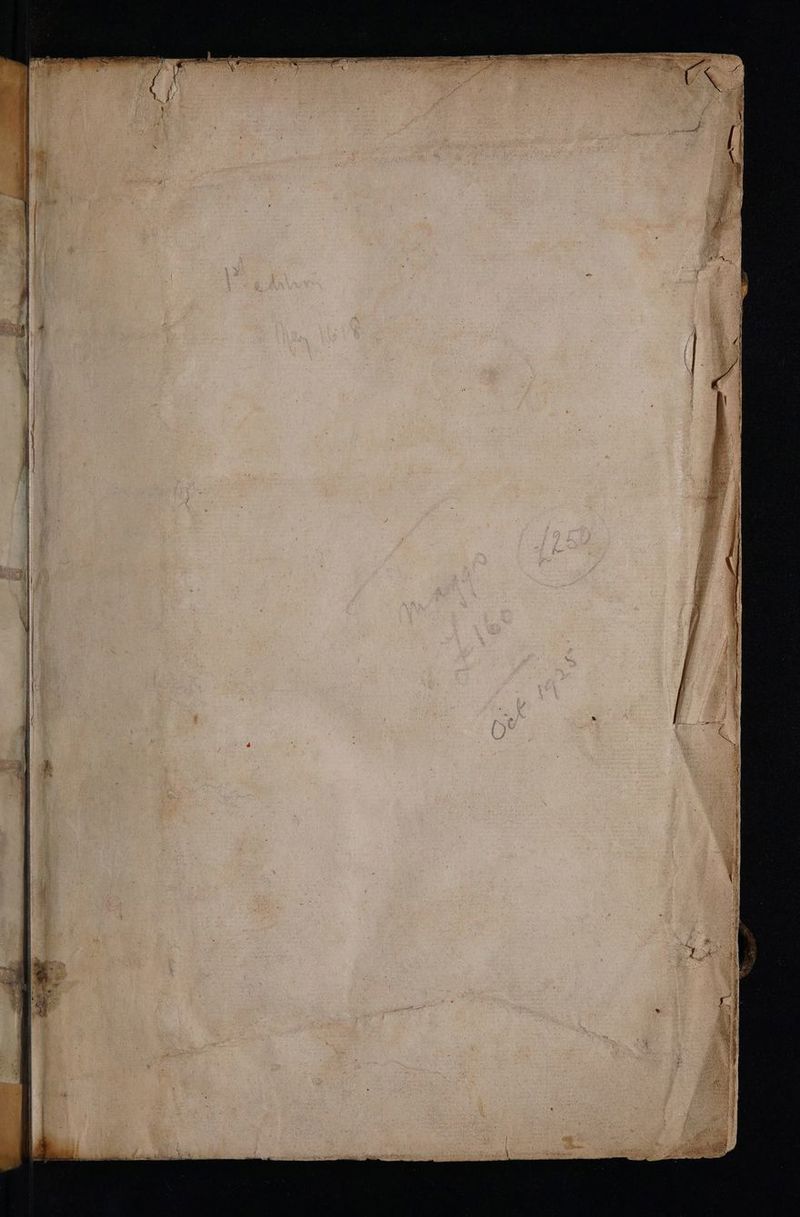 1st edition
May 1618
£250
Maggs
£160
Oct 1925